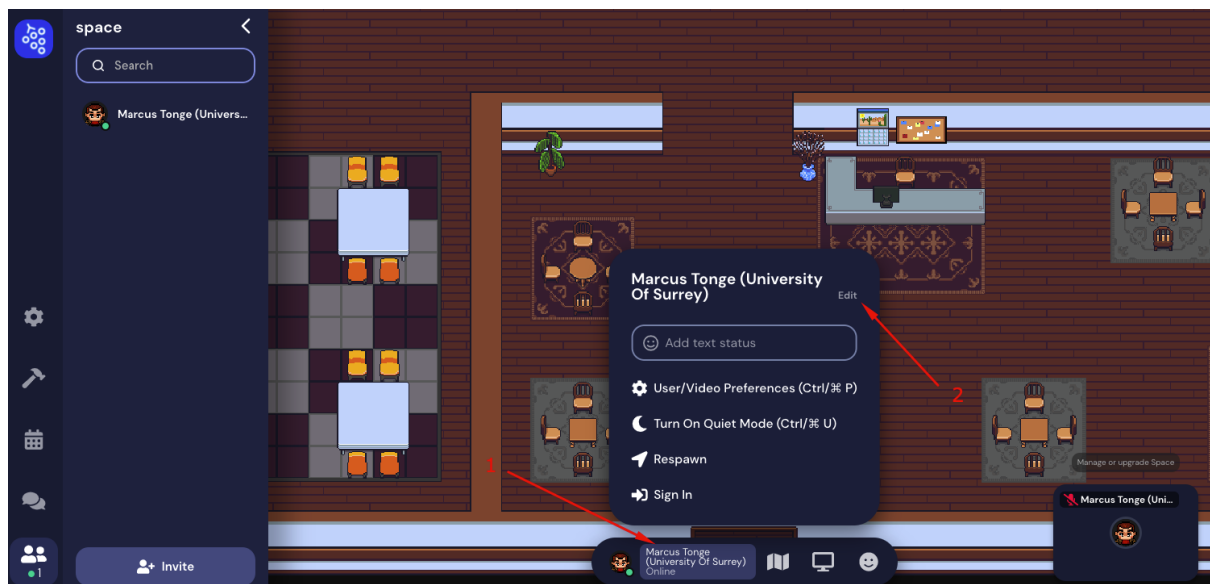 space
Search
Marcus Tonge (Univers...
Marcus Tonge (University
Of Surrey)
Edit
Add text status
User/Video Preferences (Ctrl/⌘ P)
Turn On Quiet Mode (Ctrl/⌘ U)
Respawn
Sign In
1
2
Manage or upgrade Space
Marcus Tonge (Uni...
1
Invite
Marcus Tonge
(University Of Surrey)
Online